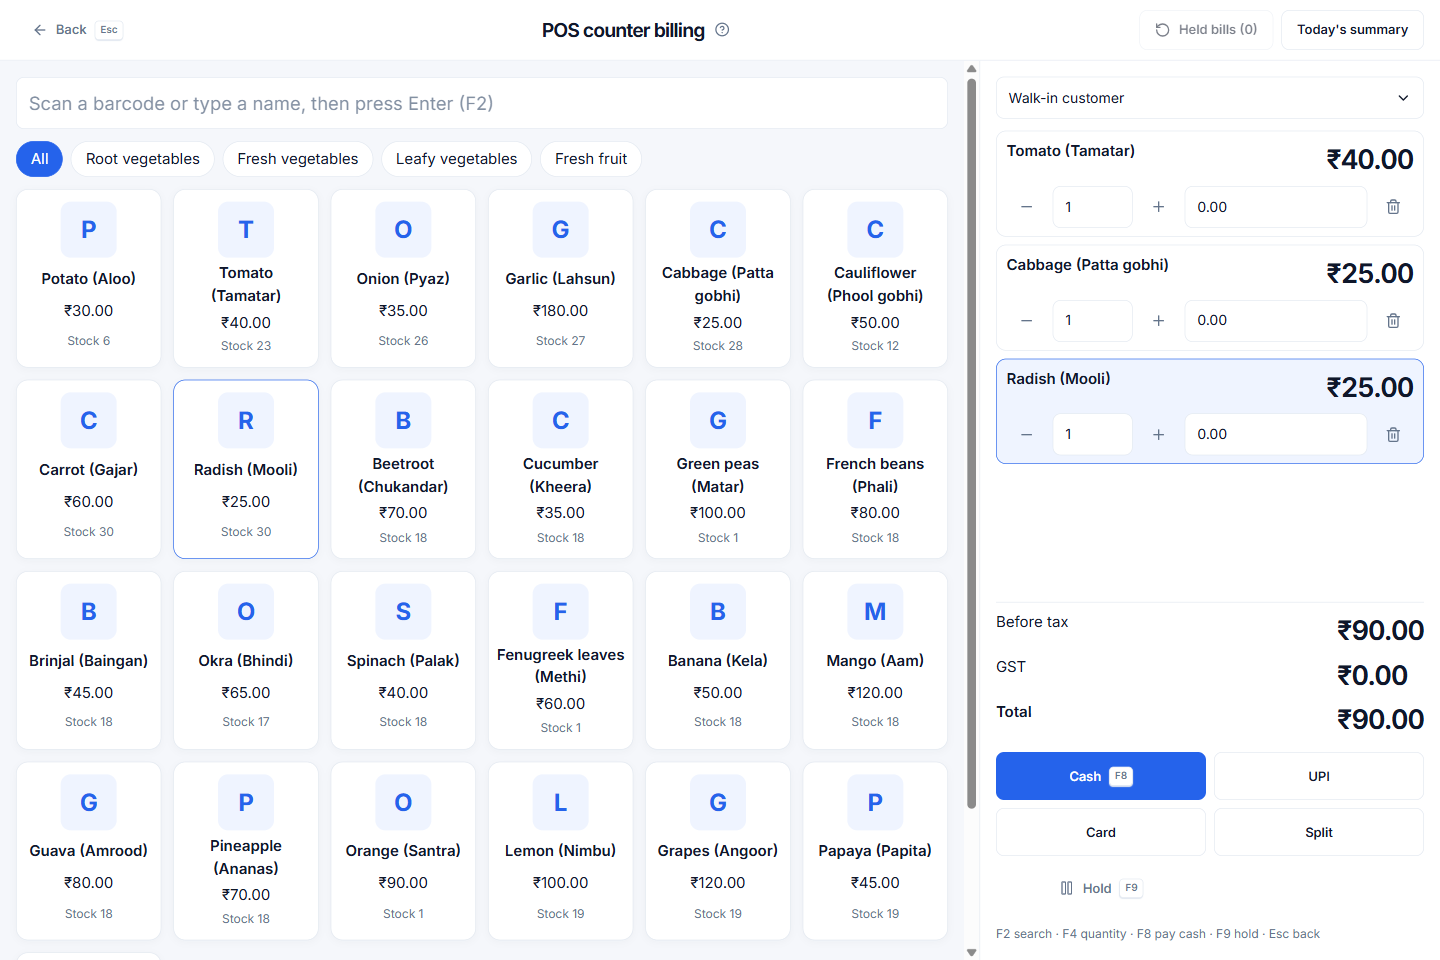 Back Esc
POS counter billing
Held bills (0)
Today's summary
Scan a barcode or type a name, then press Enter (F2)
All
Root vegetables
Fresh vegetables
Leafy vegetables
Fresh fruit
P
Potato (Aloo)
₹30.00
Stock 6
T
Tomato
(Tamatar)
₹40.00
Stock 23
O
Onion (Pyaz)
₹35.00
Stock 26
G
Garlic (Lahsun)
₹180.00
Stock 27
C
Cabbage (Patta
gobhi)
₹25.00
Stock 28
C
Cauliflower
(Phool gobhi)
₹50.00
Stock 12
C
Carrot (Gajar)
₹60.00
Stock 30
R
Radish (Mooli)
₹25.00
Stock 30
B
Beetroot
(Chukandar)
₹70.00
Stock 18
C
Cucumber
(Kheera)
₹35.00
Stock 18
G
Green peas
(Matar)
₹100.00
Stock 1
F
French beans
(Phali)
₹80.00
Stock 18
B
Brinjal (Baingan)
₹45.00
Stock 18
O
Okra (Bhindi)
₹65.00
Stock 17
S
Spinach (Palak)
₹40.00
Stock 18
F
Fenugreek leaves
(Methi)
₹60.00
Stock 1
B
Banana (Kela)
₹50.00
Stock 18
M
Mango (Aam)
₹120.00
Stock 18
G
Guava (Amrood)
₹80.00
Stock 18
P
Pineapple
(Ananas)
₹70.00
Stock 18
O
Orange (Santra)
₹90.00
Stock 1
L
Lemon (Nimbu)
₹100.00
Stock 19
G
Grapes (Angoor)
₹120.00
Stock 19
P
Papaya (Papita)
₹45.00
Stock 19
Walk-in customer
Tomato (Tamatar)
₹40.00
1
0.00
Cabbage (Patta gobhi)
₹25.00
1
0.00
Radish (Mooli)
₹25.00
1
0.00
Before tax
₹90.00
GST
₹0.00
Total
₹90.00
Cash F8
UPI
Card
Split
Hold F9
F2 search · F4 quantity · F8 pay cash · F9 hold · Esc back